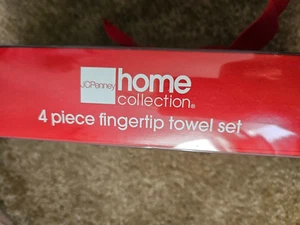 JCPenney
home
collection®
4 piece fingertip towel set